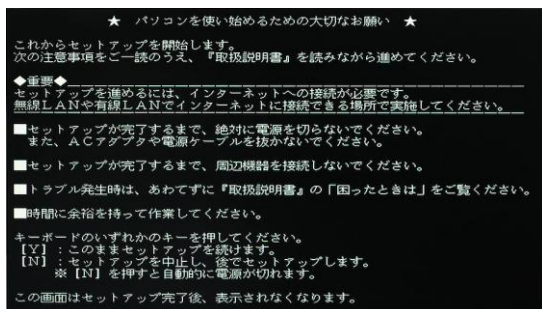 ★ パソコンを使い始めるための大切なお願い ★
これからセットアップを開始します。
次の注意事項をご一読のうえ、『取扱説明書』を読みながら進めてください。
◆重要◆
セットアップを進めるには、インターネットへの接続が必要です。
無線ＬＡＮや有線ＬＡＮでインターネットに接続できる場所で実施してください。
■セットアップが完了するまで、絶対に電源を切らないでください。
また、ＡＣアダプタや電源ケーブルを抜かないでください。
■セットアップが完了するまで、周辺機器を接続しないでください。
■トラブル発生時は、あわてずに『取扱説明書』の「困ったときは」をご覧ください。
■時間に余裕を持って作業してください。
キーボードのいずれかのキーを押してください。
［Ｙ］：このままセットアップを続けます。
［Ｎ］：セットアップを中止し、後でセットアップします。
※［Ｎ］を押すと自動的に電源が切れます。
この画面はセットアップ完了後、表示されなくなります。